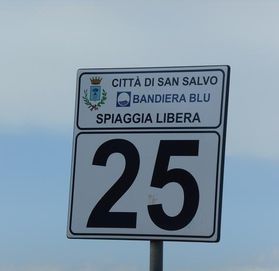 CITTÀ DI SAN SALVO
BANDIERA BLU
SPIAGGIA LIBERA
25